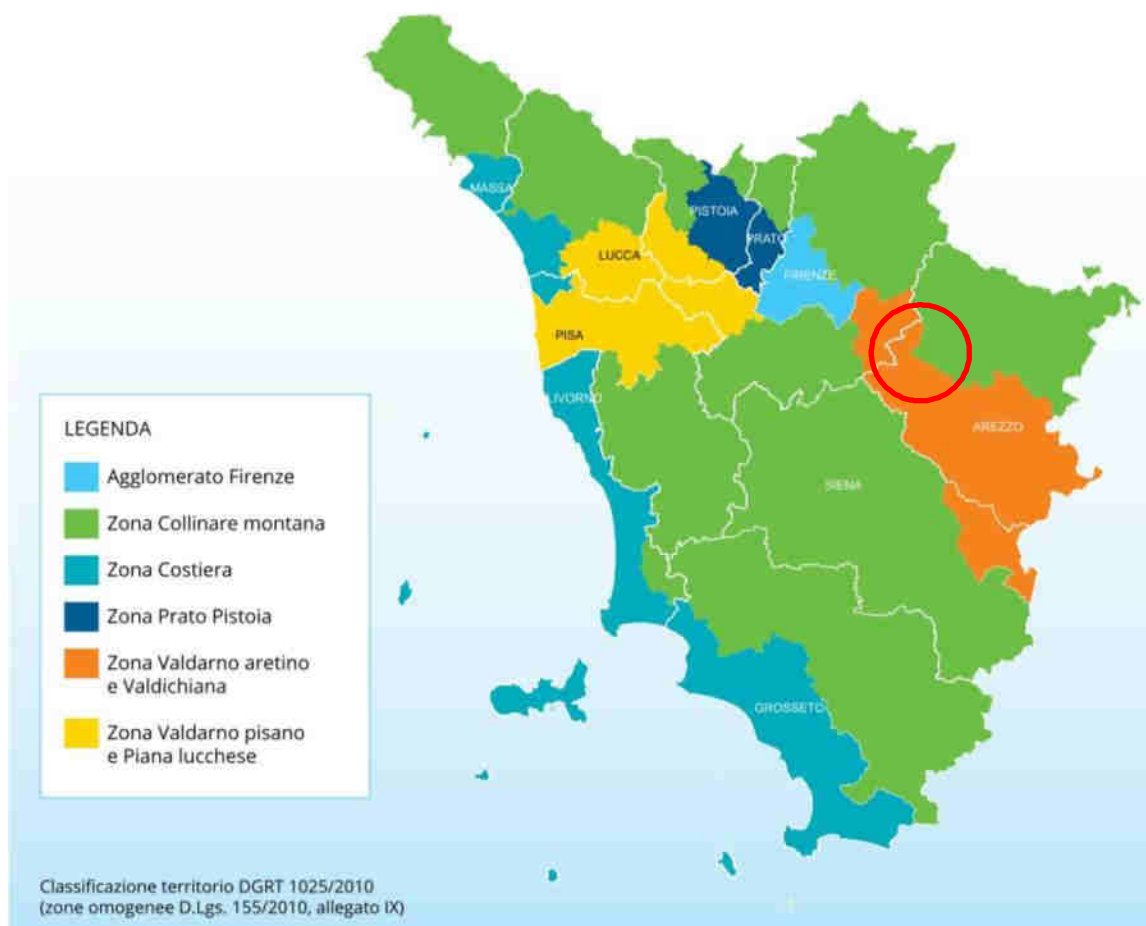 MASSA
PISTOIA
PRATO
LUCCA
FIRENZE
PISA
LIVORNO
AREZZO
SIENA
GROSSETO
LEGENDA
Agglomerato Firenze
Zona Collinare montana
Zona Costiera
Zona Prato Pistoia
Zona Valdarno aretino
e Valdichiana
Zona Valdarno pisano
e Piana lucchese
Classificazione territorio DGRT 1025/2010
(zone omogenee D.Lgs. 155/2010, allegato IX)